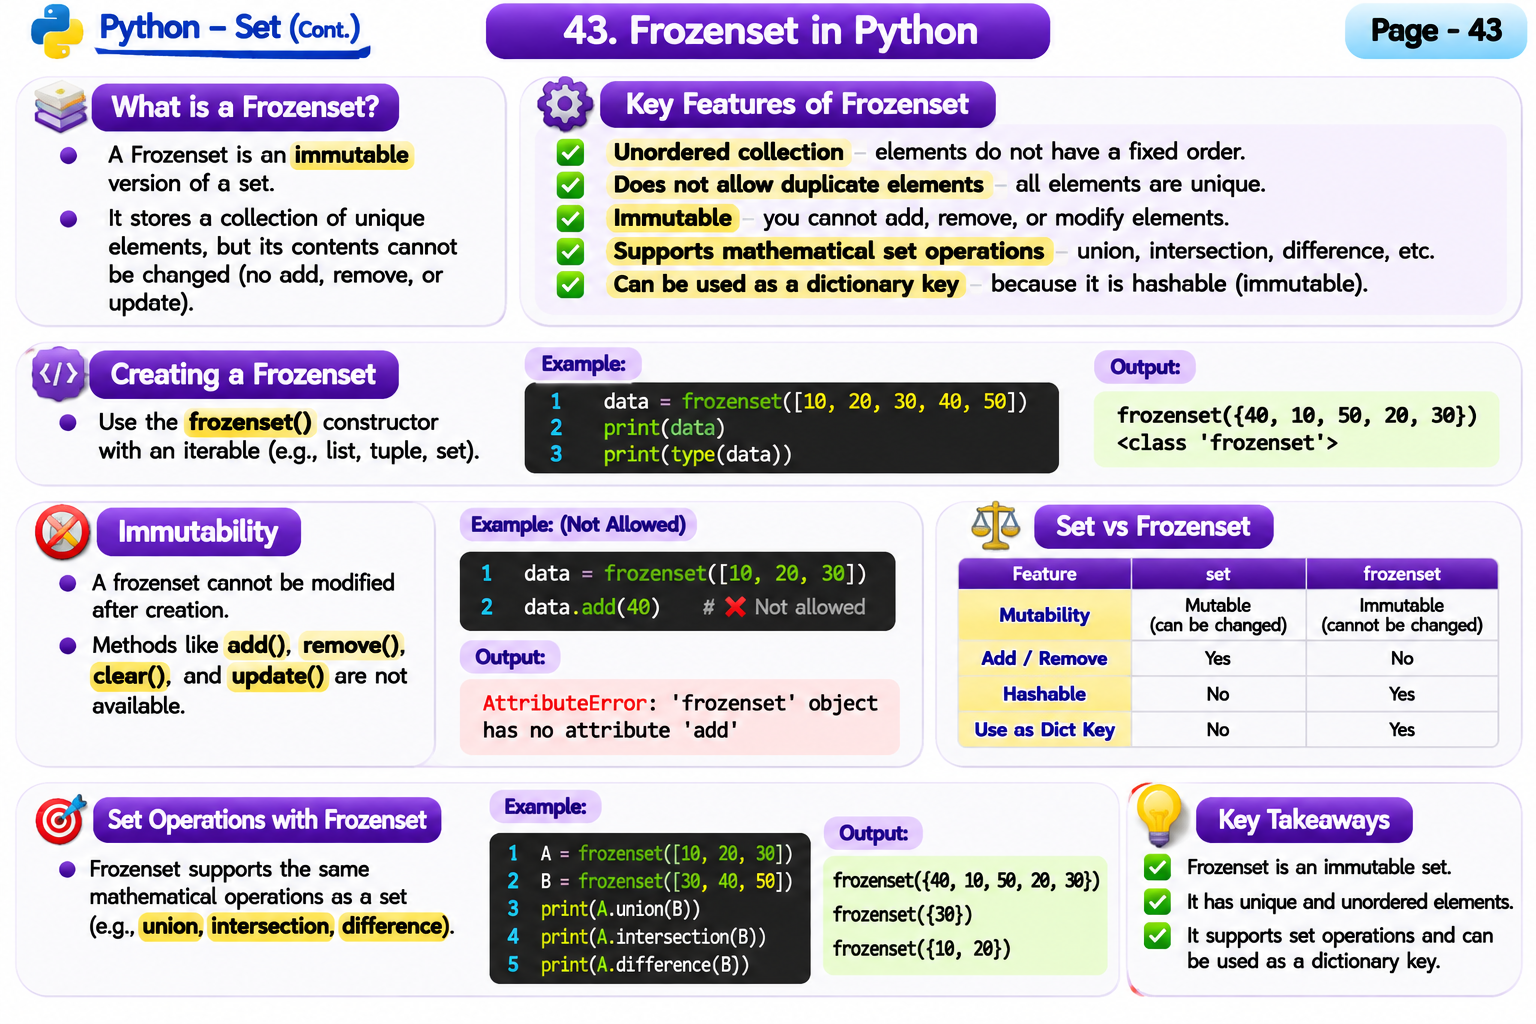 Python – Set (Cont.)
43. Frozenset in Python
Page - 43
What is a Frozenset?
A Frozenset is an immutable
version of a set.
It stores a collection of unique
elements, but its contents cannot
be changed (no add, remove, or
update).
Key Features of Frozenset
Unordered collection – elements do not have a fixed order.
Does not allow duplicate elements – all elements are unique.
Immutable – you cannot add, remove, or modify elements.
Supports mathematical set operations – union, intersection, difference, etc.
Can be used as a dictionary key – because it is hashable (immutable).
</> Creating a Frozenset
Use the frozenset() constructor
with an iterable (e.g., list, tuple, set).
Example:
1 data = frozenset([10, 20, 30, 40, 50])
2 print(data)
3 print(type(data))
Output:
frozenset({40, 10, 50, 20, 30})
<class 'frozenset'>
Immutability
A frozenset cannot be modified
after creation.
Methods like add(), remove(),
clear(), and update() are not
available.
Example: (Not Allowed)
1 data = frozenset([10, 20, 30])
2 data.add(40) # ❌ Not allowed
Output:
AttributeError: 'frozenset' object
has no attribute 'add'
Set vs Frozenset
Feature set frozenset
Mutability Mutable (can be changed) Immutable (cannot be changed)
Add / Remove Yes No
Hashable No Yes
Use as Dict Key No Yes
Set Operations with Frozenset
Frozenset supports the same
mathematical operations as a set
(e.g., union, intersection, difference).
Example:
1 A = frozenset([10, 20, 30])
2 B = frozenset([30, 40, 50])
3 print(A.union(B))
4 print(A.intersection(B))
5 print(A.difference(B))
Output:
frozenset({40, 10, 50, 20, 30})
frozenset({30})
frozenset({10, 20})
Key Takeaways
Frozenset is an immutable set.
It has unique and unordered elements.
It supports set operations and can
be used as a dictionary key.